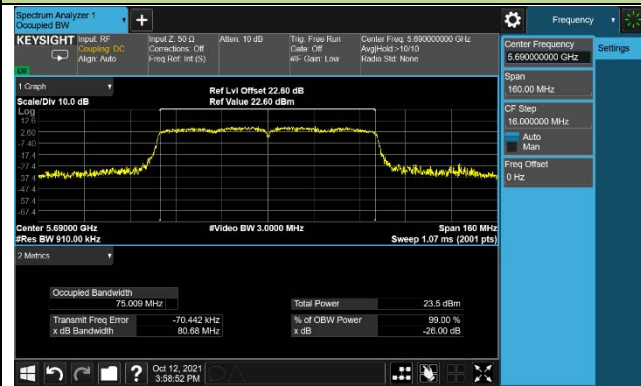 Spectrum Analyzer 1
Occupied BW
+
Frequency
KEYSIGHT
Input: RF
Coupling: DC
Align: Auto
Input Z: 50 Ω
Corrections: Off
Freq Ref: Int (S)
Atten: 10 dB
Trig: Free Run
Gate: Off
#IF Gain: Low
Center Freq: 5.690000000 GHz
Avg|Hold:>10/10
Radio Std: None
Center Frequency
5.690000000 GHz
Settings
Span
160.00 MHz
CF Step
16.000000 MHz
Auto
Man
Freq Offset
0 Hz
1 Graph
Scale/Div 10.0 dB
Ref Lvl Offset 22.60 dB
Ref Value 22.60 dBm
Log
12.6
2.60
-7.40
-17.4
-27.4
-37.4
-47.4
-57.4
-67.4
Center 5.69000 GHz
#Res BW 910.00 kHz
#Video BW 3.0000 MHz
Span 160 MHz
Sweep 1.07 ms (2001 pts)
2 Metrics
Occupied Bandwidth
75.009 MHz
Total Power 23.5 dBm
Transmit Freq Error -70.442 kHz
% of OBW Power 99.00 %
x dB Bandwidth 80.68 MHz
x dB -26.00 dB
?
Oct 12, 2021
3:58:52 PM